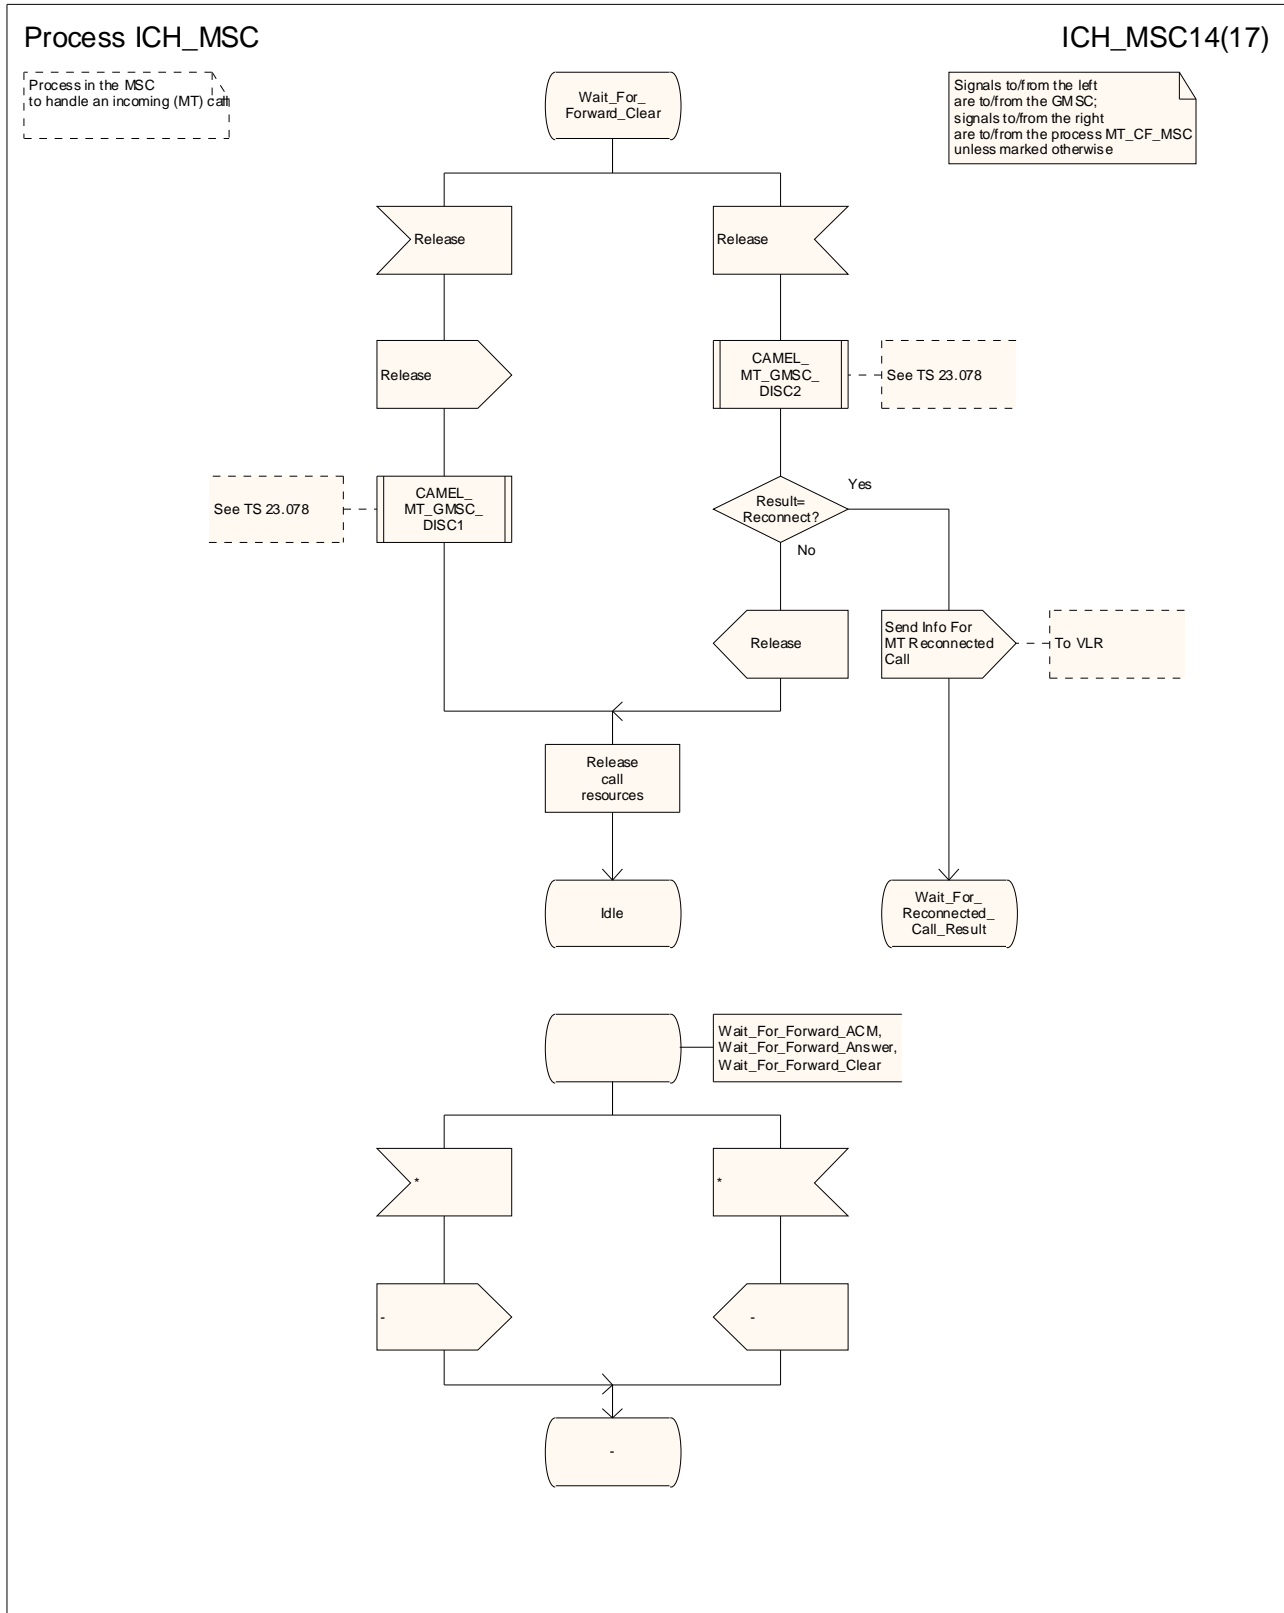 Process ICH_MSC
ICH_MSC14(17)
Process in the MSC
to handle an incoming (MT) call
Wait_For_
Forward_Clear
Signals to/from the left
are to/from the GMSC;
signals to/from the right
are to/from the process MT_CF_MSC
unless marked otherwise
Release
Release
Release
CAMEL_
MT_GMSC_
DISC2
See TS 23.078
See TS 23.078
CAMEL_
MT_GMSC_
DISC1
Result=
Reconnect?
Yes
No
Release
Send Info For
MT Reconnected
Call
To VLR
Release
call
resources
Idle
Wait_For_
Reconnected_
Call_Result
Wait_For_Forward_ACM,
Wait_For_Forward_Answer,
Wait_For_Forward_Clear
*
*
-
-
-